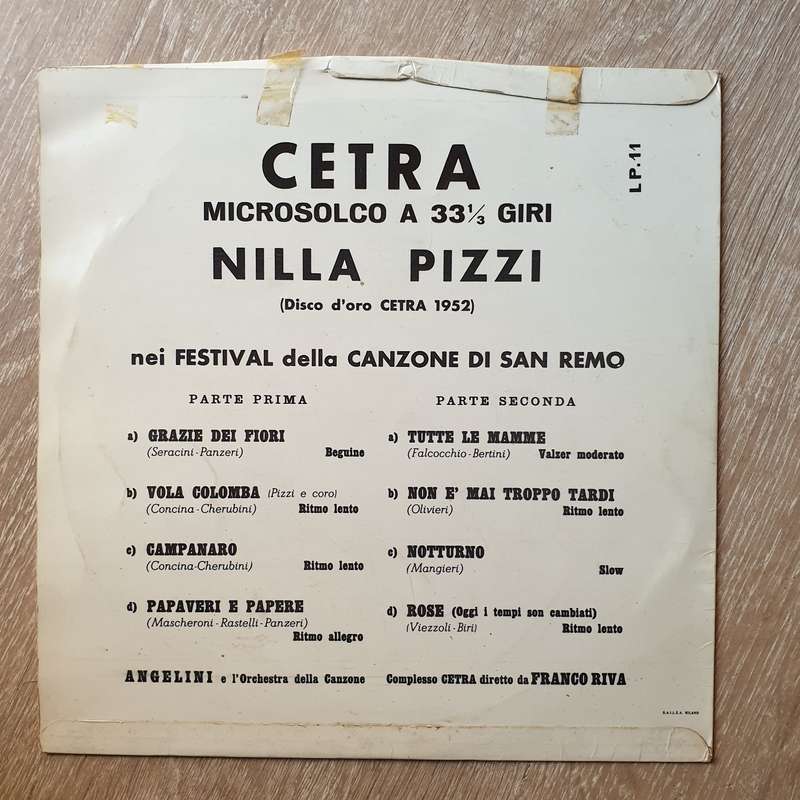 CETRA
LP.11
MICROSOLCO A 33⅓ GIRI
NILLA PIZZI
(Disco d'oro CETRA 1952)
nei FESTIVAL della CANZONE DI SAN REMO
PARTE PRIMA
a) GRAZIE DEI FIORI
(Seracini-Panzeri) Beguine
b) VOLA COLOMBA (Pizzi e coro)
(Concina-Cherubini) Ritmo lento
c) CAMPANARO
(Concina-Cherubini) Ritmo lento
d) PAPAVERI E PAPERE
(Mascheroni-Rastelli-Panzeri)
Ritmo allegro
ANGELINI e l'Orchestra della Canzone
PARTE SECONDA
a) TUTTE LE MAMME
(Falcocchio-Bertini) Valzer moderato
b) NON E' MAI TROPPO TARDI
(Olivieri) Ritmo lento
c) NOTTURNO
(Mangieri) Slow
d) ROSE (Oggi i tempi son cambiati)
(Viezzoli-Biri) Ritmo lento
Complesso CETRA diretto da FRANCO RIVA
MILANO